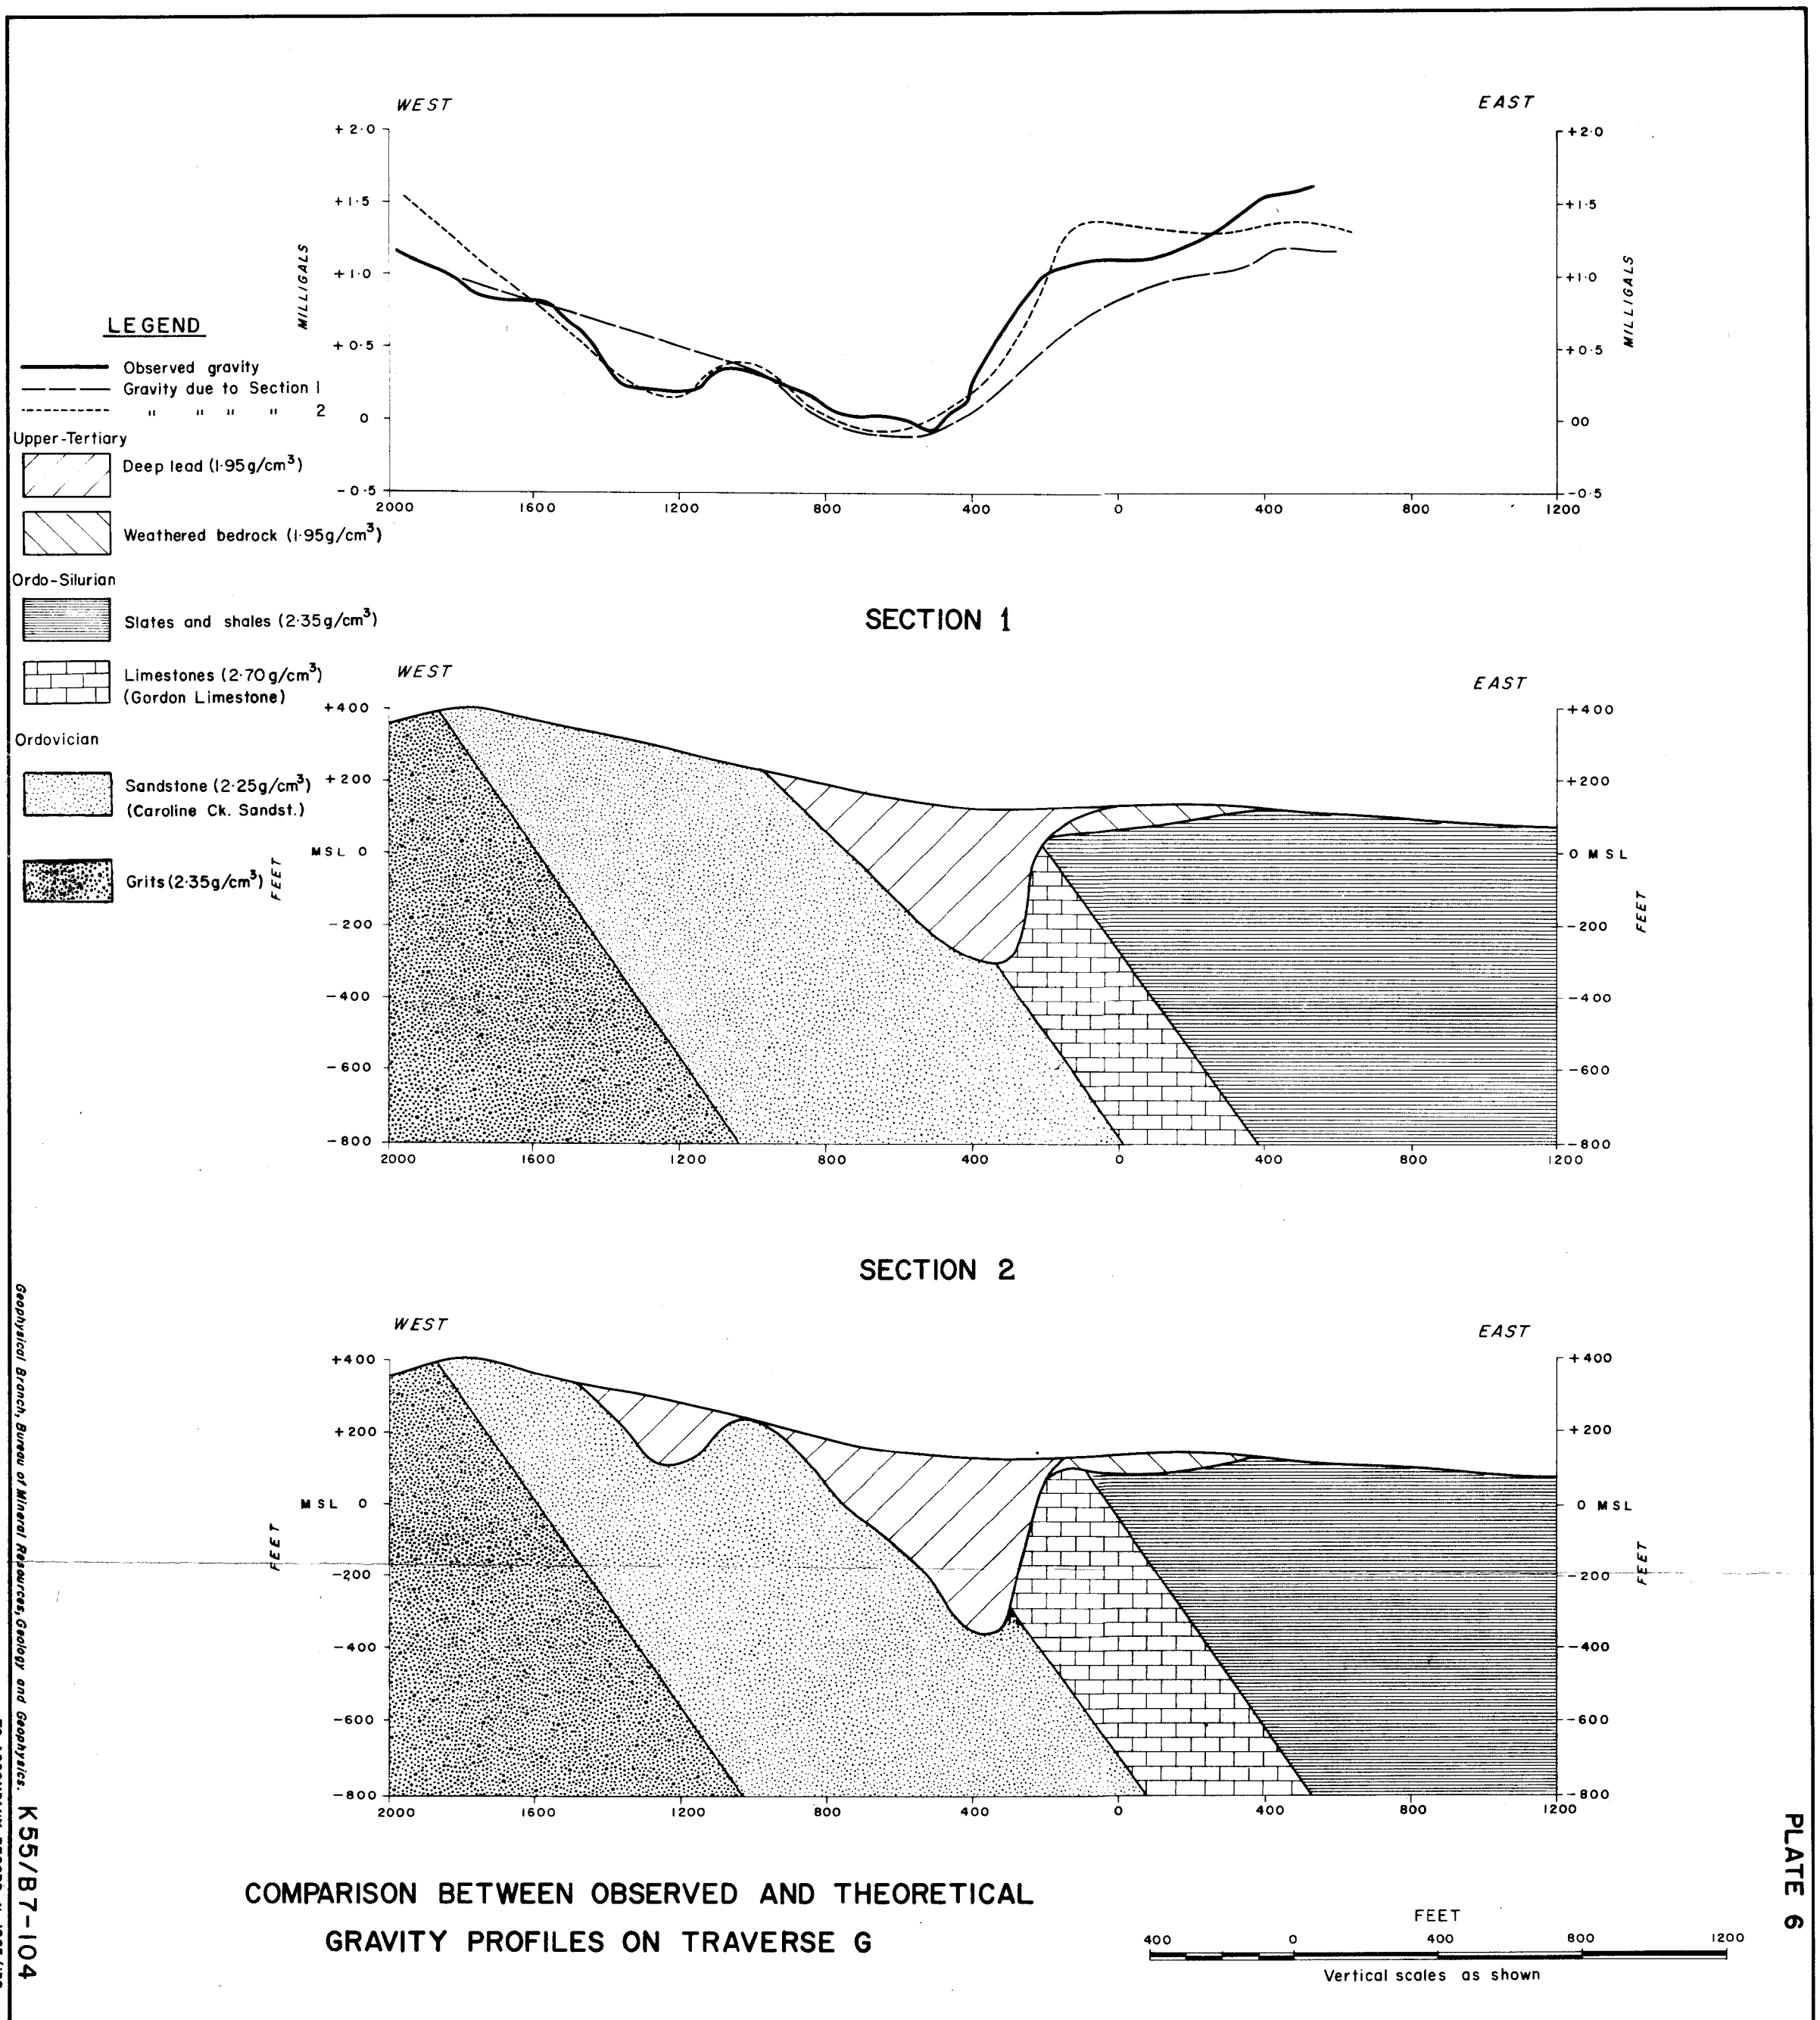 WEST
EAST
+2·0
+1·5
+1·0
+0·5
0
-0·5
MILLIGALS
+2·0
+1·5
+1·0
+0·5
00
-0·5
MILLIGALS
2000 1600 1200 800 400 0 400 800 1200
LEGEND
Observed gravity
Gravity due to Section 1
" " " " 2
Upper-Tertiary
Deep lead (1·95g/cm³)
Weathered bedrock (1·95g/cm³)
Ordo-Silurian
Slates and shales (2·35g/cm³)
Limestones (2·70g/cm³)
(Gordon Limestone)
Ordovician
Sandstone (2·25g/cm³)
(Caroline Ck. Sandst.)
Grits (2·35g/cm³)
SECTION 1
WEST
EAST
+400
+200
MSL 0
-200
-400
-600
-800
FEET
+400
+200
0 MSL
-200
-400
-600
-800
FEET
2000 1600 1200 800 400 0 400 800 1200
SECTION 2
WEST
EAST
+400
+200
MSL 0
-200
-400
-600
-800
FEET
+400
+200
0 MSL
-200
-400
-600
-800
FEET
2000 1600 1200 800 400 0 400 800 1200
COMPARISON BETWEEN OBSERVED AND THEORETICAL
GRAVITY PROFILES ON TRAVERSE G
FEET
400 0 400 800 1200
Vertical scales as shown
Geophysical Branch, Bureau of Mineral Resources, Geology and Geophysics. K55/B7-104
PLATE 6